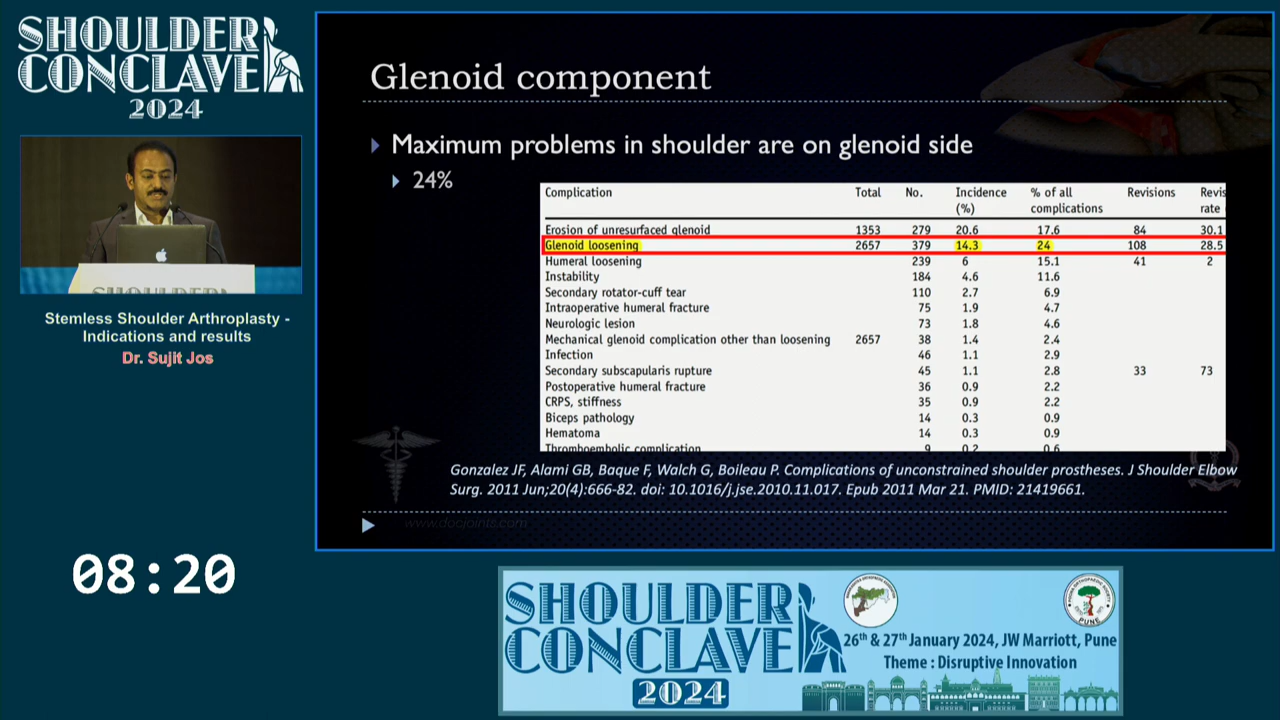 SHOULDER
CONCLAVE
2024
Stemless Shoulder Arthroplasty -
Indications and results
Dr. Sujit Jos
08:20
Glenoid component
Maximum problems in shoulder are on glenoid side
24%
Complication Total No. Incidence (%) % of all complications Revisions Revis rate
Erosion of unresurfaced glenoid 1353 279 20.6 17.6 84 30.1
Glenoid loosening 2657 379 14.3 24 108 28.5
Humeral loosening 239 6 15.1 41 2
Instability 184 4.6 11.6
Secondary rotator-cuff tear 110 2.7 6.9
Intraoperative humeral fracture 75 1.9 4.7
Neurologic lesion 73 1.8 4.6
Mechanical glenoid complication other than loosening 2657 38 1.4 2.4
Infection 46 1.1 2.9
Secondary subscapularis rupture 45 1.1 2.8 33 73
Postoperative humeral fracture 36 0.9 2.2
CRPS, stiffness 35 0.9 2.2
Biceps pathology 14 0.3 0.9
Hematoma 14 0.3 0.9
Thromboembolic complication 9 0.2 0.6
Gonzalez JF, Alami GB, Baque F, Walch G, Boileau P. Complications of unconstrained shoulder prostheses. J Shoulder Elbow
Surg. 2011 Jun;20(4):666-82. doi: 10.1016/j.jse.2010.11.017. Epub 2011 Mar 21. PMID: 21419661.
www.docjoints.com
SHOULDER
CONCLAVE
2024
PUNE
26th & 27th January 2024, JW Marriott, Pune
Theme : Disruptive Innovation